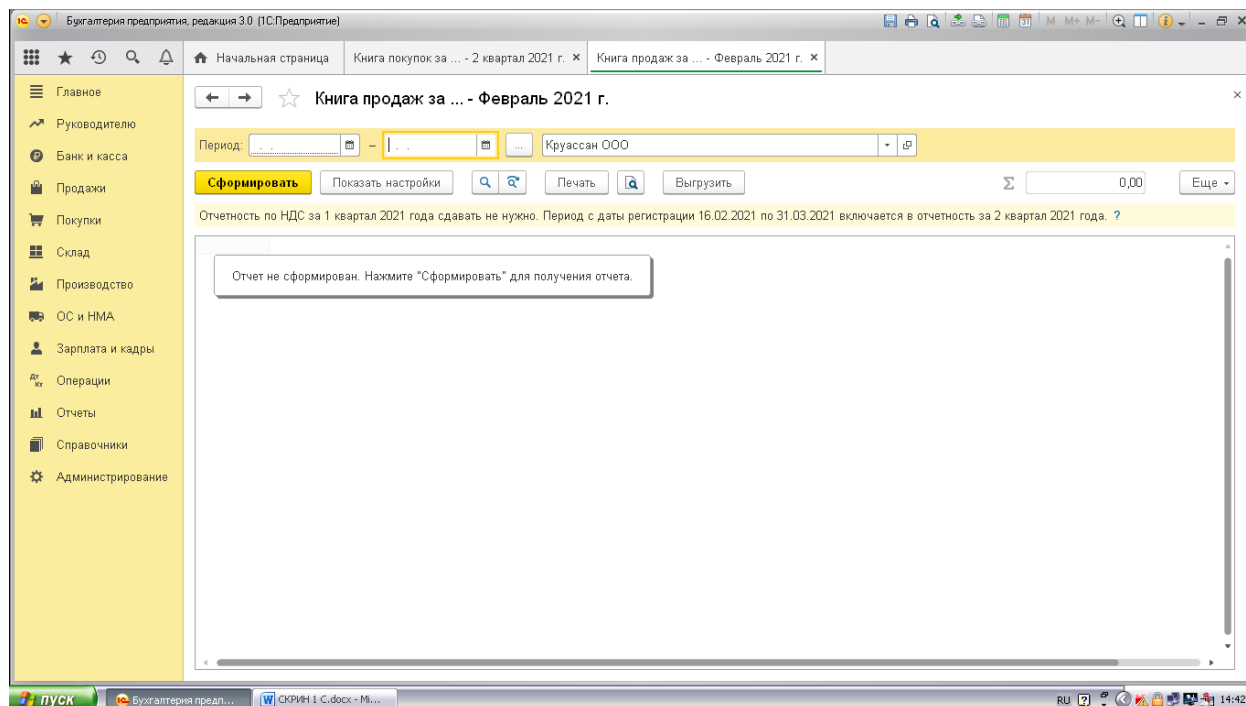 Бухгалтерия предприятия, редакция 3.0 (1С:Предприятие)
M M+ M-
Начальная страница
Книга покупок за ... - 2 квартал 2021 г. ×
Книга продаж за ... - Февраль 2021 г. ×
Главное
Руководителю
Банк и касса
Продажи
Покупки
Склад
Производство
ОС и НМА
Зарплата и кадры
Операции
Отчеты
Справочники
Администрирование
Книга продаж за ... - Февраль 2021 г.
Период: . . – . . ... Круассан ООО
Сформировать Показать настройки Печать Выгрузить Σ 0,00 Еще
Отчетность по НДС за 1 квартал 2021 года сдавать не нужно. Период с даты регистрации 16.02.2021 по 31.03.2021 включается в отчетность за 2 квартал 2021 года. ?
Отчет не сформирован. Нажмите "Сформировать" для получения отчета.
пуск Бухгалтерия предп... СКРИН 1 С.docx - Mi... RU 14:42